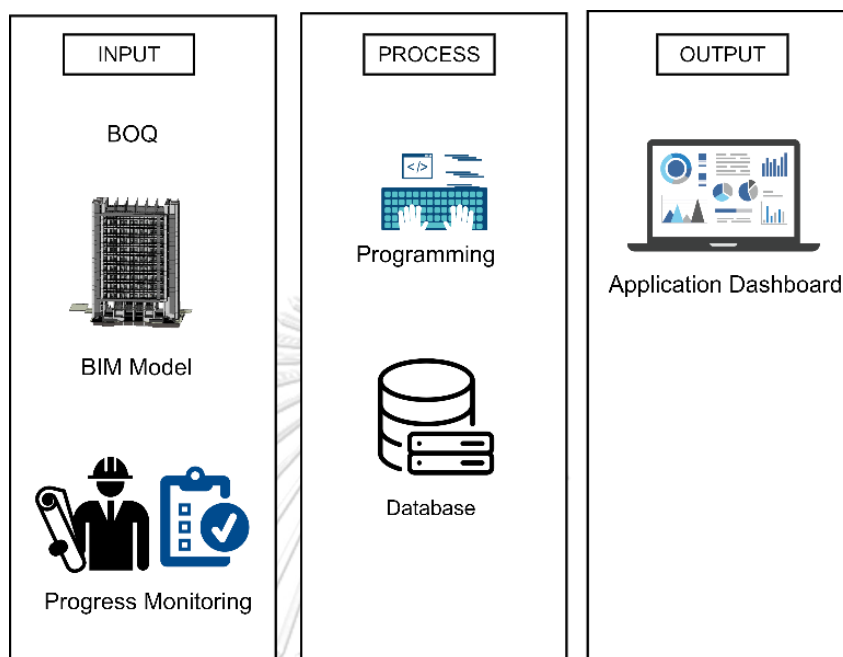 INPUT
BOQ
BIM Model
Progress Monitoring
PROCESS
</>
Programming
Database
OUTPUT
Application Dashboard